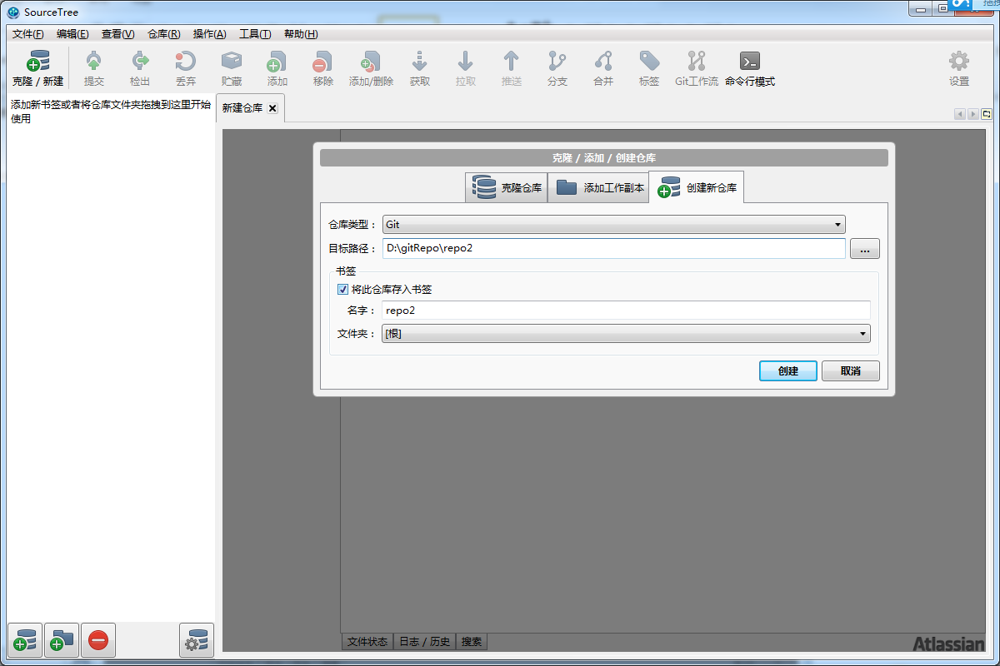 SourceTree
拖拽
文件(F) 编辑(E) 查看(V) 仓库(R) 操作(A) 工具(T) 帮助(H)
克隆 / 新建 提交 检出 丢弃 贮藏 添加 移除 添加/删除 获取 拉取 推送 分支 合并 标签 Git工作流 命令行模式 设置
添加新书签或者将仓库文件夹拖拽到这里开始
使用
新建仓库
克隆 / 添加 / 创建仓库
克隆仓库 添加工作副本 创建新仓库
仓库类型： Git
目标路径： D:\gitRepo\repo2 ...
书签
将此仓库存入书签
名字： repo2
文件夹： [根]
创建 取消
文件状态 日志 / 历史 搜索
Atlassian